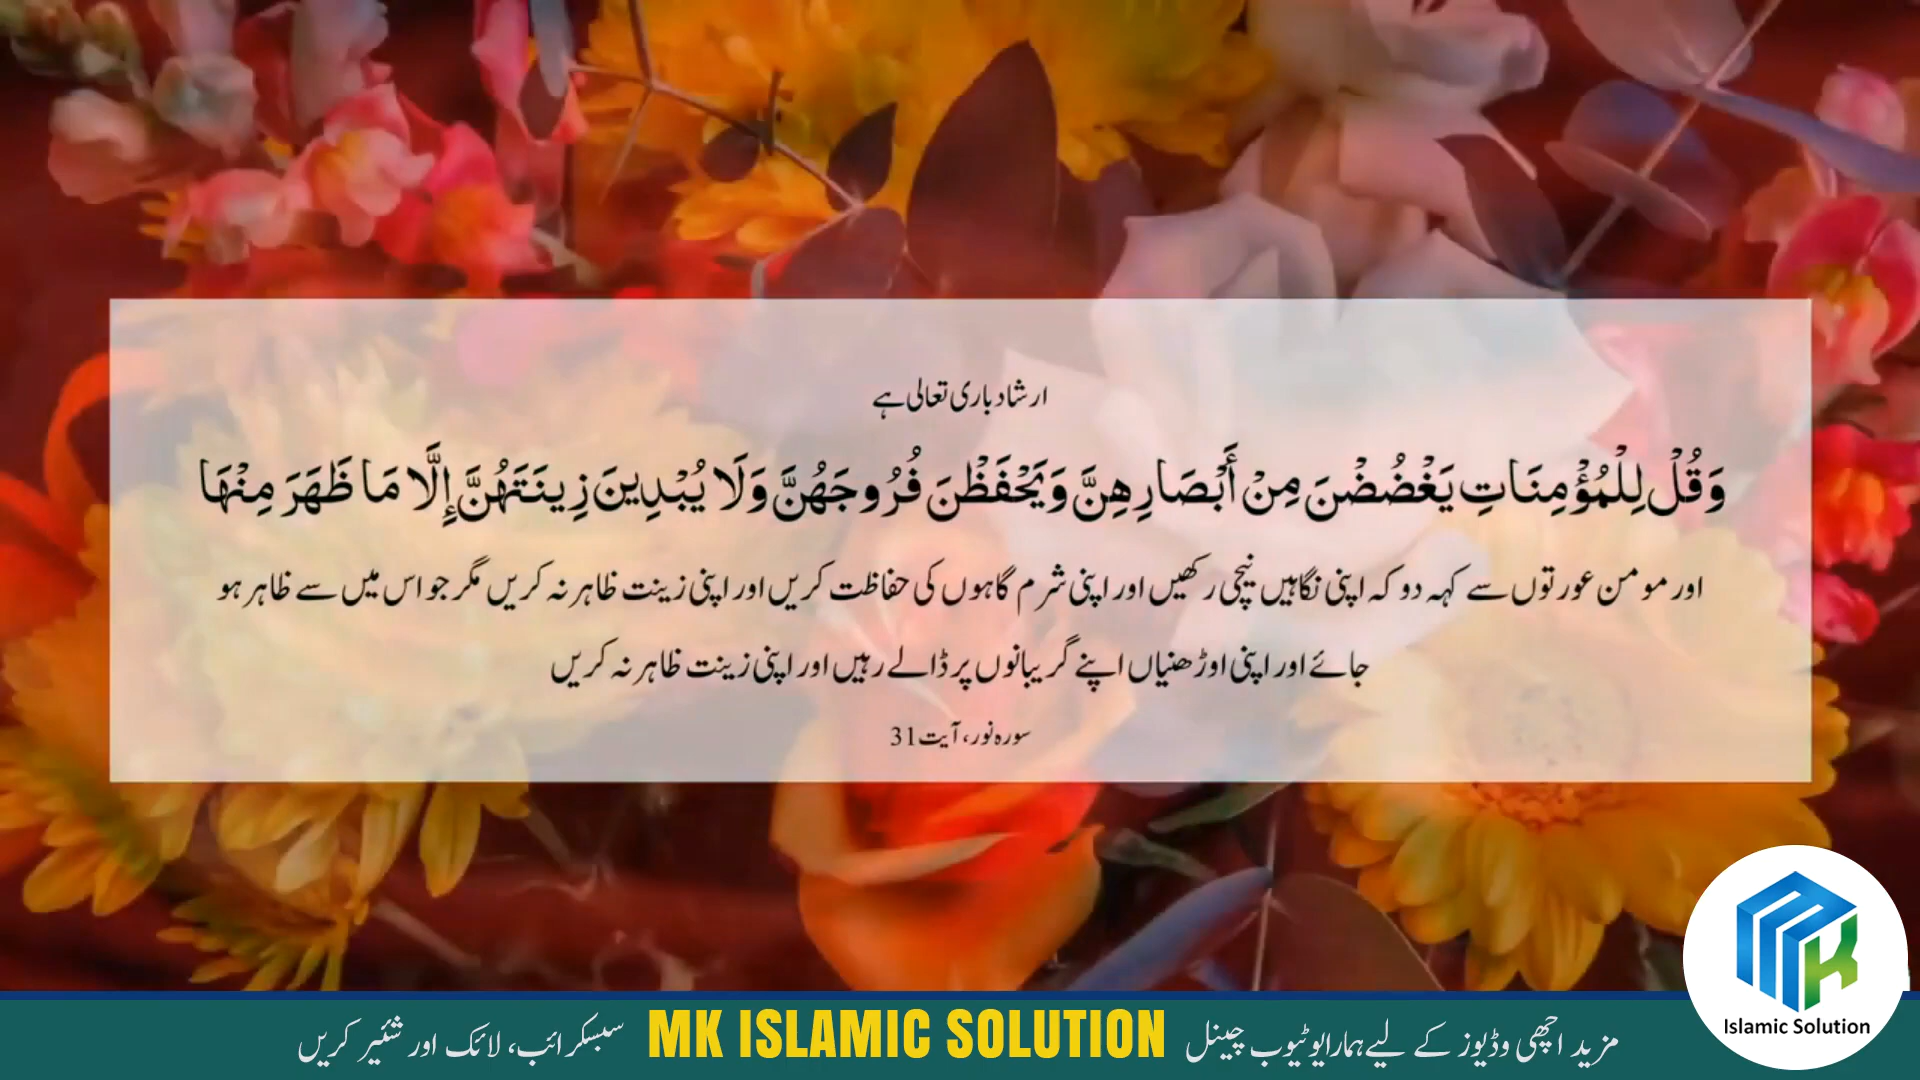 ارشاد باری تعالی ہے
وَقُلْ لِلْمُؤْمِنَاتِ يَغْضُضْنَ مِنْ أَبْصَارِهِنَّ وَيَحْفَظْنَ فُرُوجَهُنَّ وَلَا يُبْدِينَ زِينَتَهُنَّ إِلَّا مَا ظَهَرَ مِنْهَا
اور مومن عورتوں سے کہہ دو کہ اپنی نگاہیں نیچی رکھیں اور اپنی شرم گاہوں کی حفاظت کریں اور اپنی زینت ظاہر نہ کریں مگر جو اس میں سے ظاہر ہو
جائے اور اپنی اوڑھنیاں اپنے گریبانوں پر ڈالے رہیں اور اپنی زینت ظاہر نہ کریں
سورہ نور، آیت 31
MK
Islamic Solution
مزید اچھی وڈیوز کے لیے ہمارا یوٹیوب چینل MK ISLAMIC SOLUTION سبسکرائب، لائک اور شئیر کریں